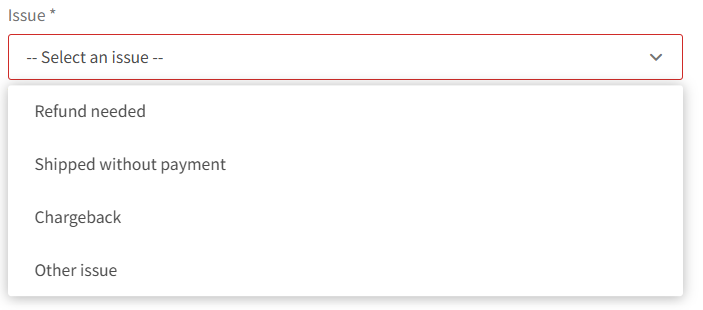 Issue *
-- Select an issue --
Refund needed
Shipped without payment
Chargeback
Other issue